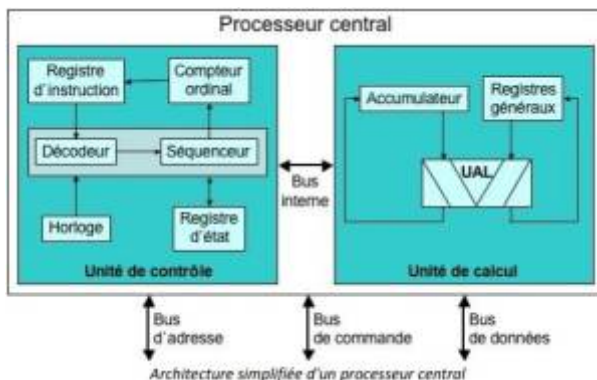 Processeur central
Registre
d'instruction
Compteur
ordinal
Décodeur
Séquenceur
Horloge
Registre
d'état
Unité de contrôle
Bus
interne
Accumulateur
Registres
généraux
UAL
Unité de calcul
Bus
d'adresse
Bus
de commande
Bus
de données
Architecture simplifiée d'un processeur central